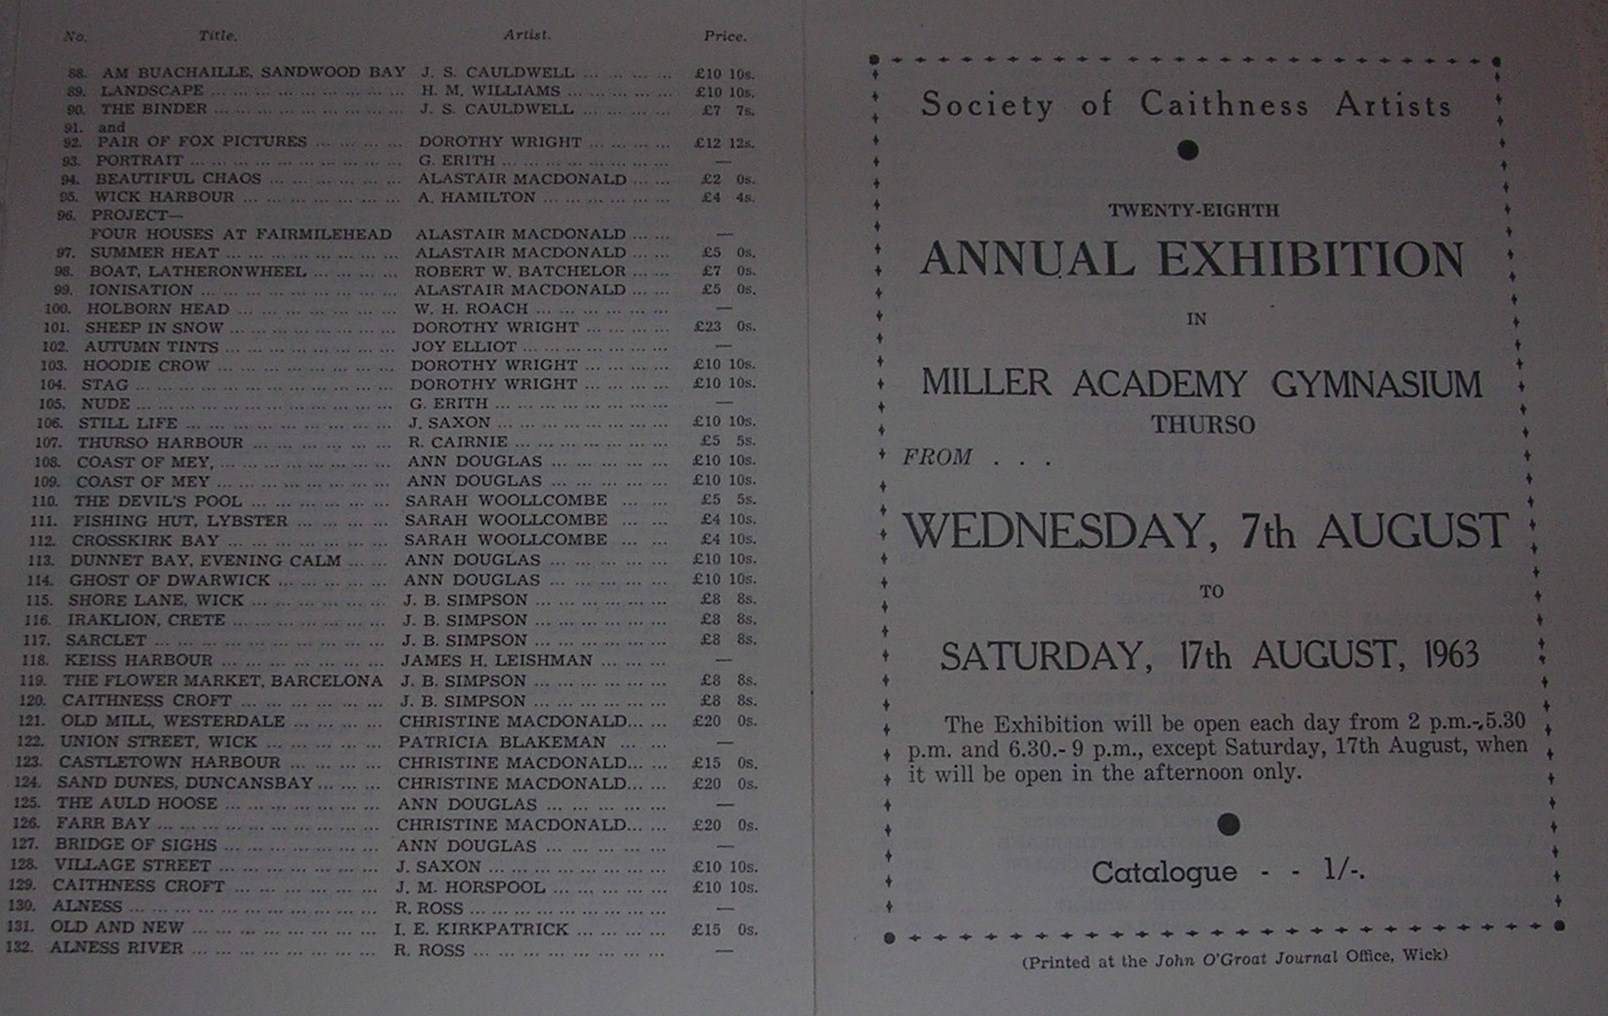 No. Title. Artist. Price.
88. AM BUACHAILLE, SANDWOOD BAY J. S. CAULDWELL ... ... ... ... £10 10s.
89. LANDSCAPE ... ... ... ... ... ... ... ... ... H. M. WILLIAMS ... ... ... ... ... £10 10s.
90. THE BINDER ... ... ... ... ... ... ... ... ... J. S. CAULDWELL ... ... ... ... £7 7s.
91. and
92. PAIR OF FOX PICTURES ... ... ... ... DOROTHY WRIGHT ... ... ... ... £12 12s.
93. PORTRAIT ... ... ... ... ... ... ... ... ... ... G. ERITH ... ... ... ... ... ... ... ... —
94. BEAUTIFUL CHAOS ... ... ... ... ... ... ALASTAIR MACDONALD ... ... £2 0s.
95. WICK HARBOUR ... ... ... ... ... ... ... A. HAMILTON ... ... ... ... ... ... £4 4s.
96. PROJECT—
FOUR HOUSES AT FAIRMILEHEAD ALASTAIR MACDONALD ... ... —
97. SUMMER HEAT ... ... ... ... ... ... ... ... ALASTAIR MACDONALD ... ... £5 0s.
98. BOAT, LATHERONWHEEL ... ... ... ... ROBERT W. BATCHELOR ... ... £7 0s.
99. IONISATION ... ... ... ... ... ... ... ... ... ALASTAIR MACDONALD ... ... £5 0s.
100. HOLBORN HEAD ... ... ... ... ... ... ... W. H. ROACH ... ... ... ... ... ... —
101. SHEEP IN SNOW ... ... ... ... ... ... ... DOROTHY WRIGHT ... ... ... ... £23 0s.
102. AUTUMN TINTS ... ... ... ... ... ... ... ... JOY ELLIOT ... ... ... ... ... ... ... —
103. HOODIE CROW ... ... ... ... ... ... ... ... DOROTHY WRIGHT ... ... ... ... £10 10s.
104. STAG ... ... ... ... ... ... ... ... ... ... ... ... DOROTHY WRIGHT ... ... ... ... £10 10s.
105. NUDE ... ... ... ... ... ... ... ... ... ... ... ... G. ERITH ... ... ... ... ... ... ... ... —
106. STILL LIFE ... ... ... ... ... ... ... ... ... J. SAXON ... ... ... ... ... ... ... ... £10 10s.
107. THURSO HARBOUR ... ... ... ... ... ... R. CAIRNIE ... ... ... ... ... ... ... £5 5s.
108. COAST OF MEY, ... ... ... ... ... ... ... ... ANN DOUGLAS ... ... ... ... ... £10 10s.
109. COAST OF MEY ... ... ... ... ... ... ... ... ANN DOUGLAS ... ... ... ... ... £10 10s.
110. THE DEVIL'S POOL ... ... ... ... ... ... SARAH WOOLLCOMBE ... ... £5 5s.
111. FISHING HUT, LYBSTER ... ... ... ... SARAH WOOLLCOMBE ... ... £4 10s.
112. CROSSKIRK BAY ... ... ... ... ... ... ... SARAH WOOLLCOMBE ... ... £4 10s.
113. DUNNET BAY, EVENING CALM ... ... ANN DOUGLAS ... ... ... ... ... £10 10s.
114. GHOST OF DWARWICK ... ... ... ... ... ANN DOUGLAS ... ... ... ... ... £10 10s.
115. SHORE LANE, WICK ... ... ... ... ... ... J. B. SIMPSON ... ... ... ... ... ... £8 8s.
116. IRAKLION, CRETE ... ... ... ... ... ... ... J. B. SIMPSON ... ... ... ... ... ... £8 8s.
117. SARCLET ... ... ... ... ... ... ... ... ... ... J. B. SIMPSON ... ... ... ... ... ... £8 8s.
118. KEISS HARBOUR ... ... ... ... ... ... ... JAMES H. LEISHMAN ... ... ... —
119. THE FLOWER MARKET, BARCELONA J. B. SIMPSON ... ... ... ... ... ... £8 8s.
120. CAITHNESS CROFT ... ... ... ... ... ... J. B. SIMPSON ... ... ... ... ... ... £8 8s.
121. OLD MILL, WESTERDALE ... ... ... ... CHRISTINE MACDONALD... ... £20 0s.
122. UNION STREET, WICK ... ... ... ... ... PATRICIA BLAKEMAN ... ... —
123. CASTLETOWN HARBOUR ... ... ... ... CHRISTINE MACDONALD... ... £15 0s.
124. SAND DUNES, DUNCANSBAY ... ... ... CHRISTINE MACDONALD... ... £20 0s.
125. THE AULD HOOSE ... ... ... ... ... ... ... ANN DOUGLAS ... ... ... ... ... —
126. FARR BAY ... ... ... ... ... ... ... ... ... ... CHRISTINE MACDONALD... ... £20 0s.
127. BRIDGE OF SIGHS ... ... ... ... ... ... ... ANN DOUGLAS ... ... ... ... ... —
128. VILLAGE STREET ... ... ... ... ... ... ... J. SAXON ... ... ... ... ... ... ... ... £10 10s.
129. CAITHNESS CROFT ... ... ... ... ... ... J. M. HORSPOOL ... ... ... ... ... £10 10s.
130. ALNESS ... ... ... ... ... ... ... ... ... ... ... R. ROSS ... ... ... ... ... ... ... ... ... —
131. OLD AND NEW ... ... ... ... ... ... ... ... I. E. KIRKPATRICK ... ... ... ... £15 0s.
132. ALNESS RIVER ... ... ... ... ... ... ... ... R. ROSS ... ... ... ... ... ... ... ... —
Society of Caithness Artists
TWENTY-EIGHTH
ANNUAL EXHIBITION
IN
MILLER ACADEMY GYMNASIUM
THURSO
FROM . . .
WEDNESDAY, 7th AUGUST
TO
SATURDAY, 17th AUGUST, 1963
The Exhibition will be open each day from 2 p.m.-5.30
p.m. and 6.30.- 9 p.m., except Saturday, 17th August, when
it will be open in the afternoon only.
Catalogue - - 1/-.
(Printed at the John O'Groat Journal Office, Wick)